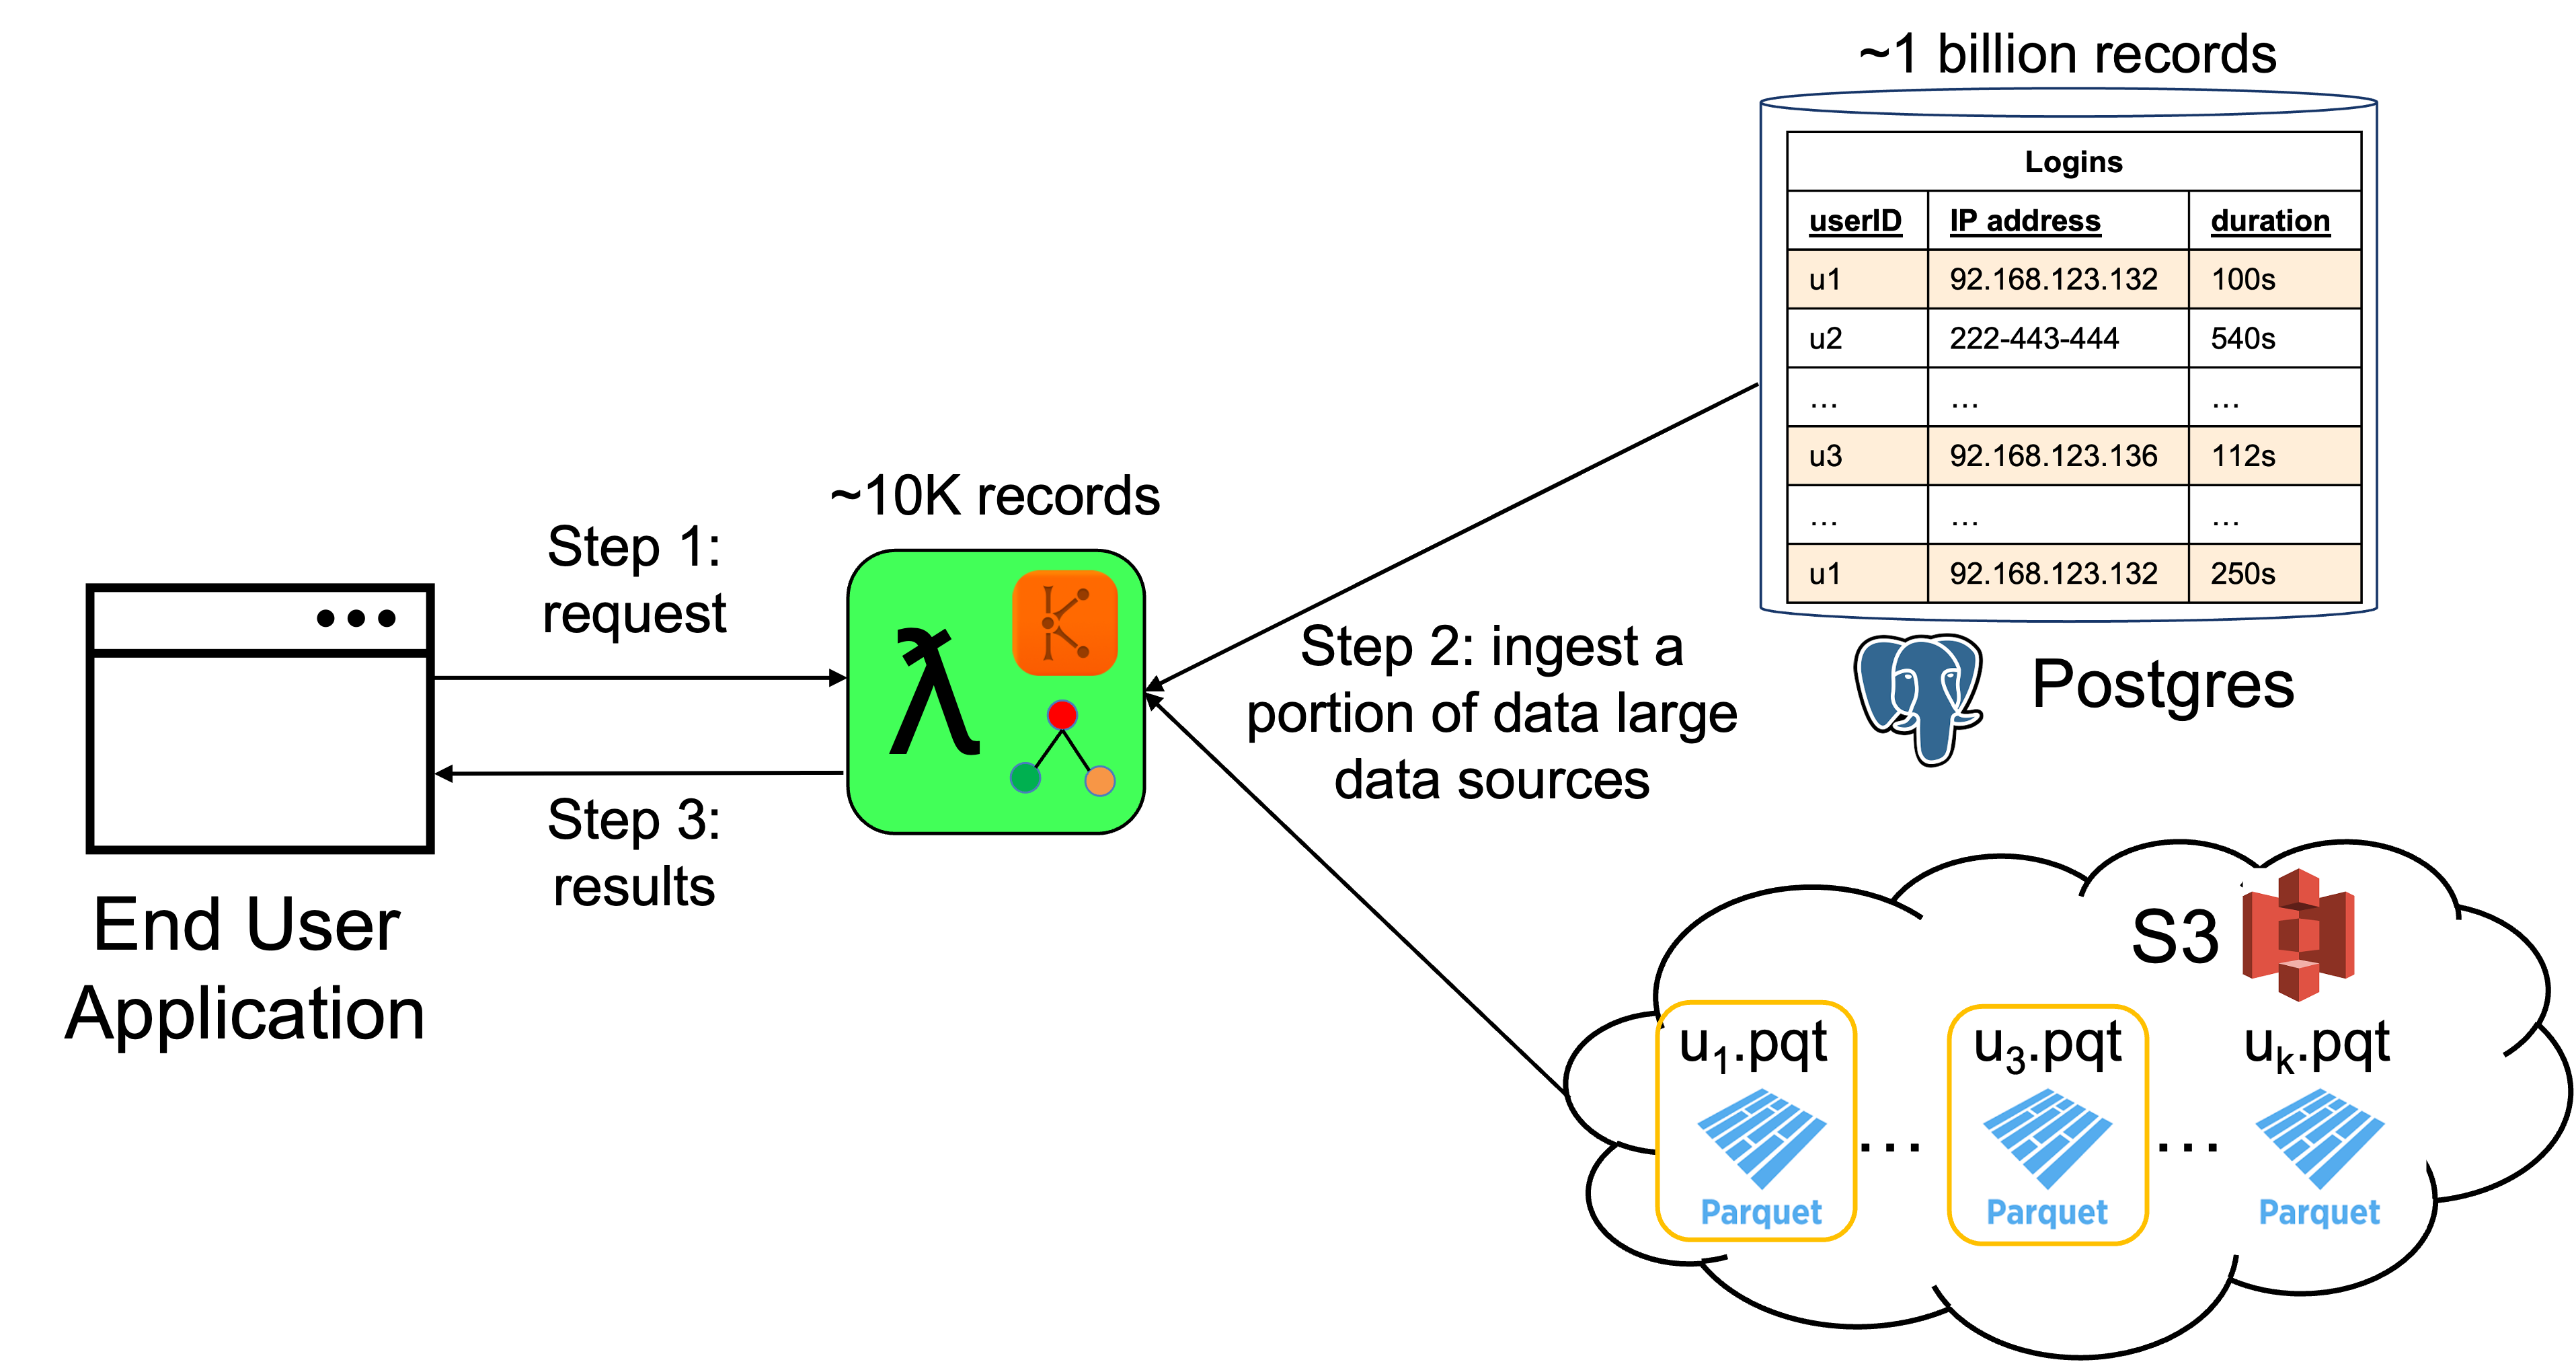 ~1 billion records
Logins
userID IP address duration
u1 92.168.123.132 100s
u2 222-443-444 540s
... ... ...
u3 92.168.123.136 112s
... ... ...
u1 92.168.123.132 250s
Postgres
~10K records
Step 1:
request
λ
Step 2: ingest a
portion of data large
data sources
Step 3:
results
End User
Application
S3
u1.pqt u3.pqt uk.pqt
... ...
Parquet Parquet Parquet